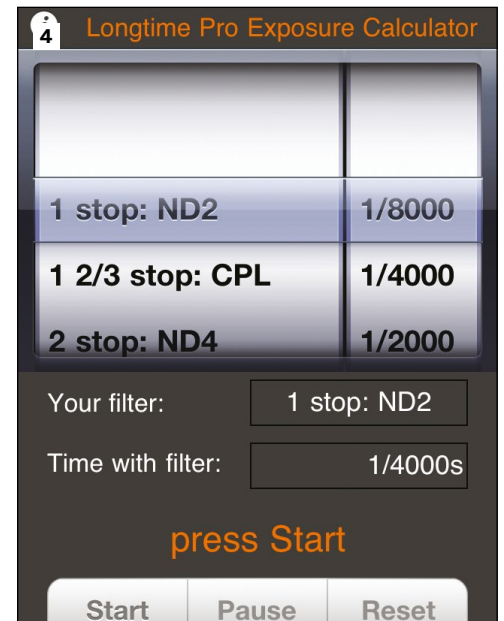 4 Longtime Pro Exposure Calculator
1 stop: ND2 1/8000
1 2/3 stop: CPL 1/4000
2 stop: ND4 1/2000
Your filter: 1 stop: ND2
Time with filter: 1/4000s
press Start
Start Pause Reset